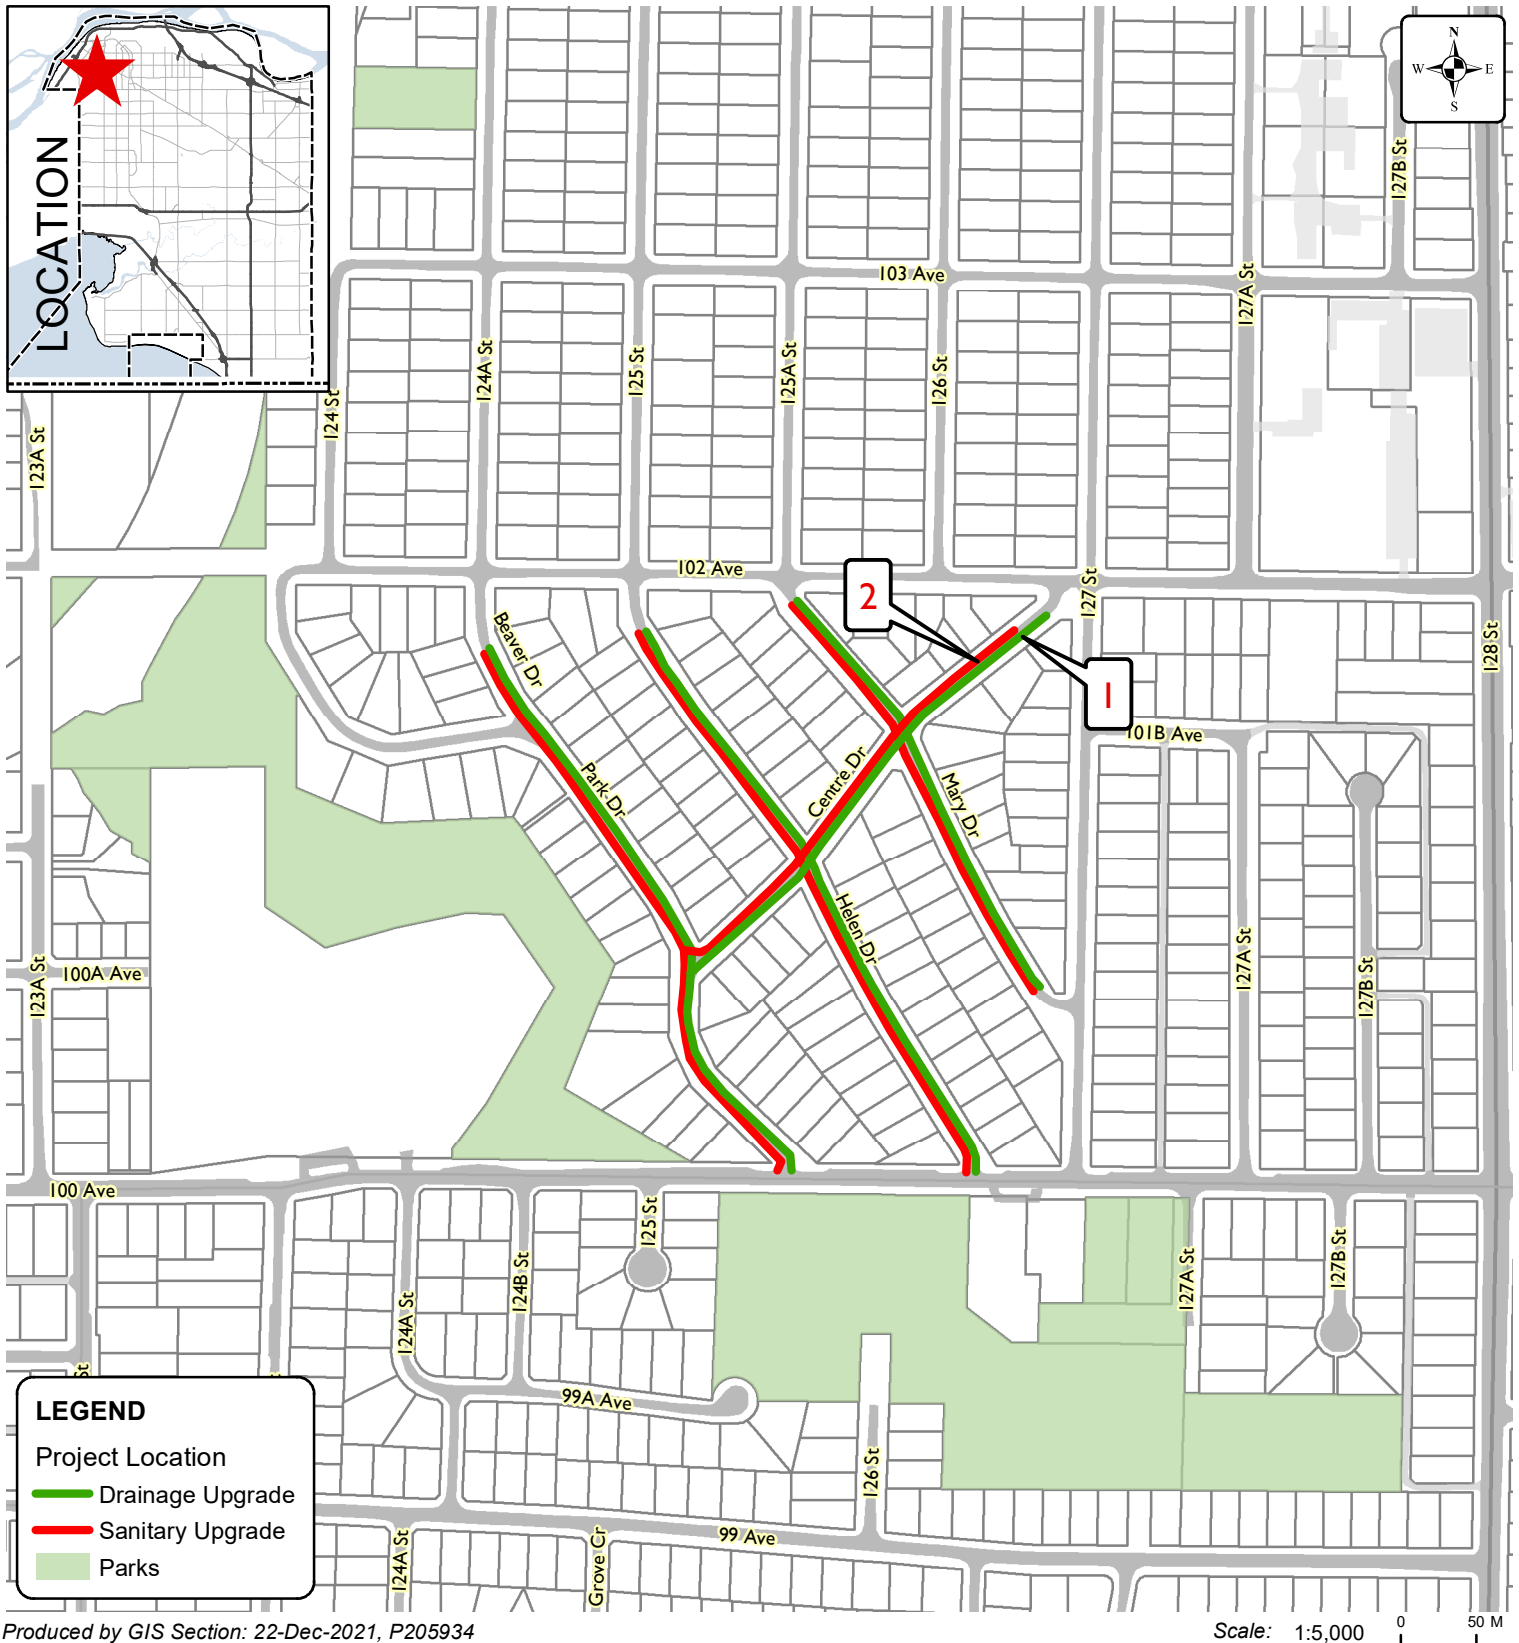 LOCATION
N
W E
S
127B St
103 Ave
127A St
124A St
125 St
125A St
126 St
124 St
123A St
102 Ave
2
127 St
Beaver Dr
128 St
1
101B Ave
Park Dr
Centre Dr
Mary Dr
Helen Dr
100A Ave
123A St
127A St
127B St
100 Ave
125 St
124A St
124B St
127A St
127B St
St
99A Ave
126 St
99 Ave
124A St
Grove Cr
LEGEND
Project Location
Drainage Upgrade
Sanitary Upgrade
Parks
Produced by GIS Section: 22-Dec-2021, P205934
Scale: 1:5,000
0 50 M